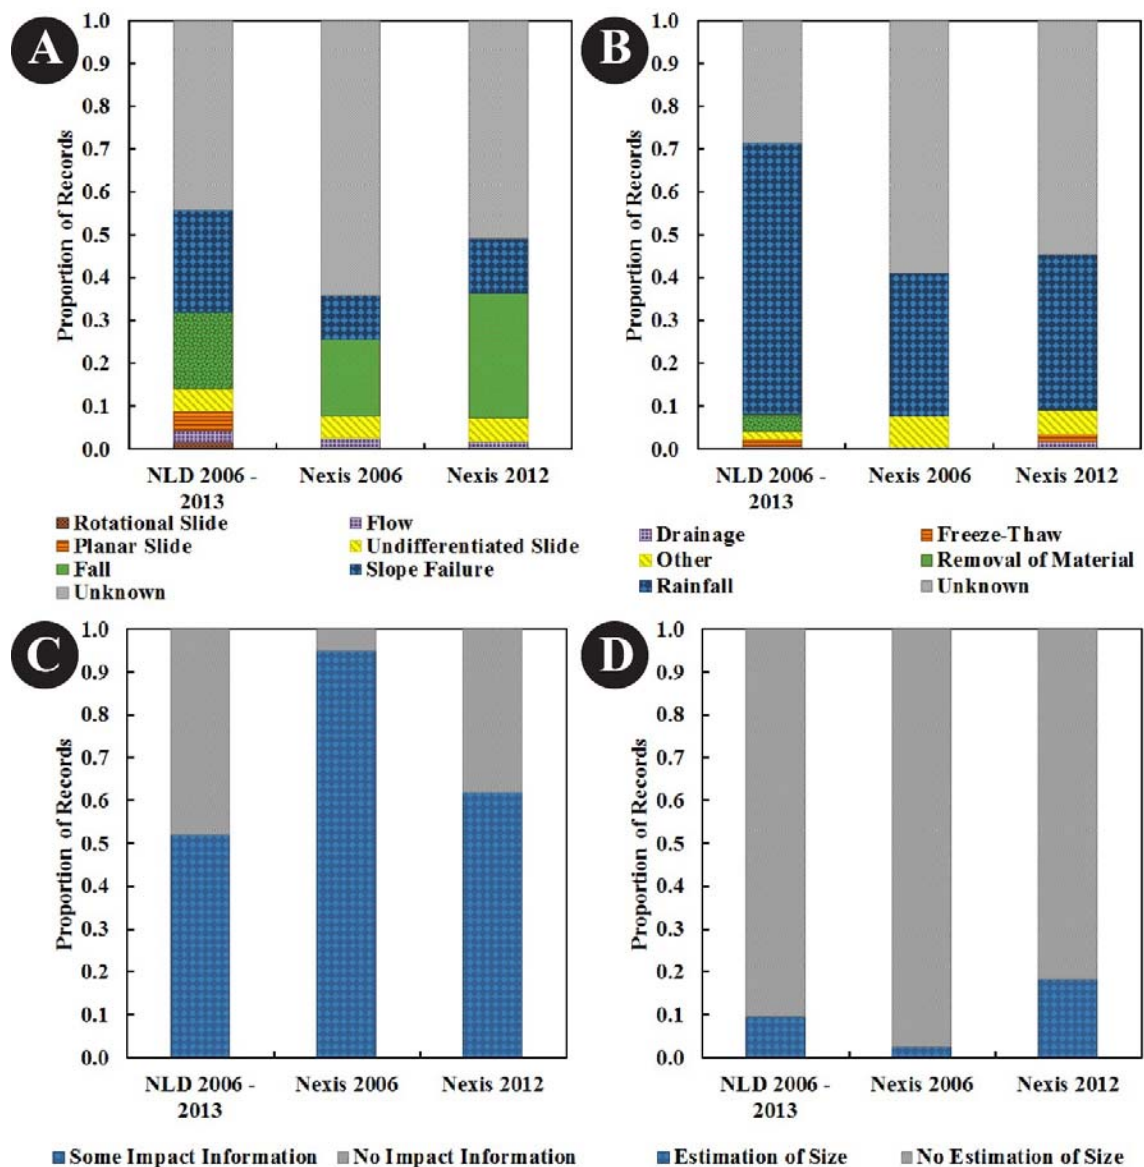 A
1.0
0.9
0.8
0.7
0.6
0.5
0.4
0.3
0.2
0.1
0.0
Proportion of Records
NLD 2006 -
2013
Nexis 2006
Nexis 2012
Rotational Slide
Flow
Planar Slide
Undifferentiated Slide
Fall
Slope Failure
Unknown
B
1.0
0.9
0.8
0.7
0.6
0.5
0.4
0.3
0.2
0.1
0.0
Proportion of Records
NLD 2006 -
2013
Nexis 2006
Nexis 2012
Drainage
Freeze-Thaw
Other
Removal of Material
Rainfall
Unknown
C
1.0
0.9
0.8
0.7
0.6
0.5
0.4
0.3
0.2
0.1
0.0
Proportion of Records
NLD 2006 -
2013
Nexis 2006
Nexis 2012
Some Impact Information
No Impact Information
D
1.0
0.9
0.8
0.7
0.6
0.5
0.4
0.3
0.2
0.1
0.0
Proportion of Records
NLD 2006 -
2013
Nexis 2006
Nexis 2012
Estimation of Size
No Estimation of Size